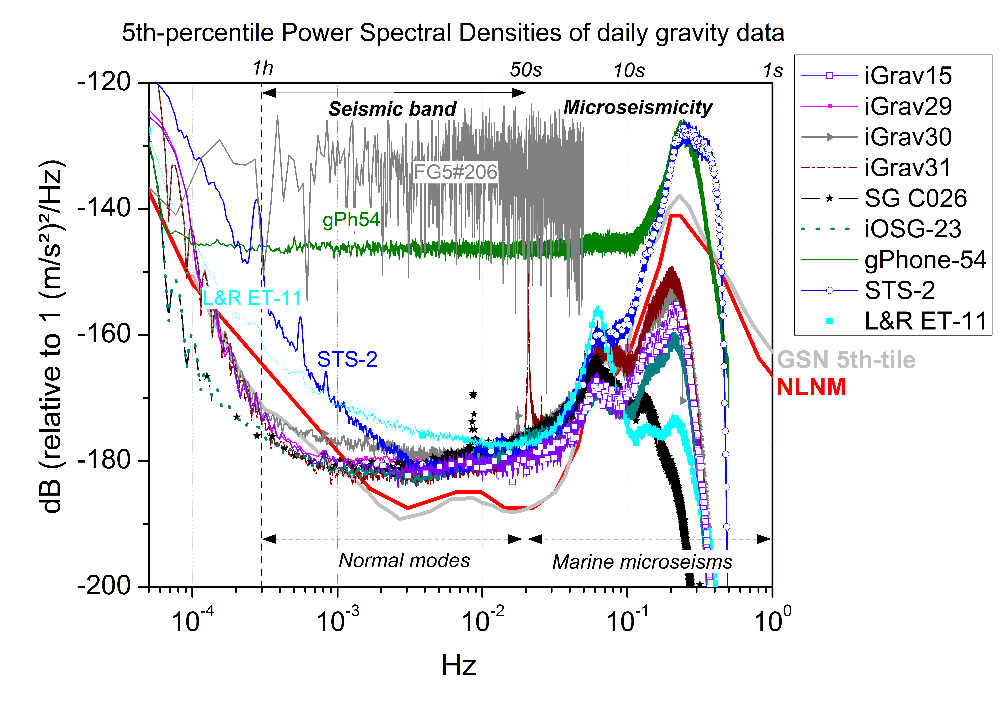 5th-percentile Power Spectral Densities of daily gravity data
1h
50s
10s
1s
-120
-140
-160
-180
-200
dB (relative to 1 (m/s²)²/Hz)
Seismic band
Microseismicity
FG5#206
gPh54
L&R ET-11
STS-2
Normal modes
Marine microseisms
10-4
10-3
10-2
10-1
100
Hz
iGrav15
iGrav29
iGrav30
iGrav31
SG C026
iOSG-23
gPhone-54
STS-2
L&R ET-11
GSN 5th-tile
NLNM